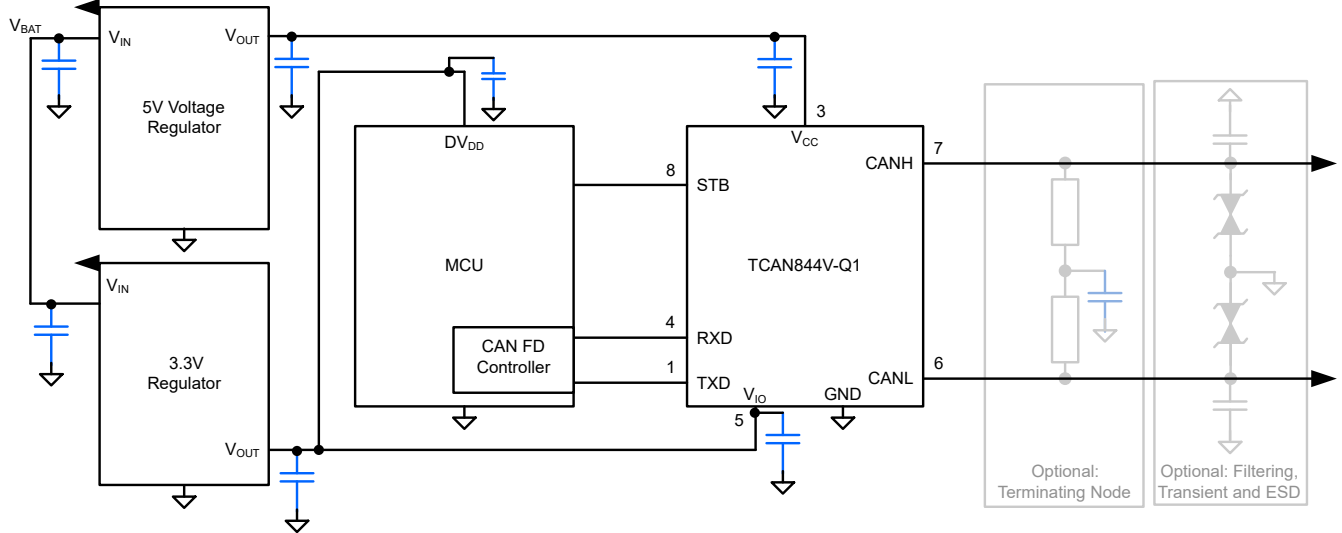 VBAT
VIN
VOUT
5V Voltage
Regulator
3
DVDD
VCC
7
CANH
8
STB
MCU
TCAN844V-Q1
VIN
3.3V
Regulator
4
RXD
CAN FD
Controller
1
TXD
6
CANL
VIO
GND
5
VOUT
Optional:
Terminating Node
Optional: Filtering,
Transient and ESD